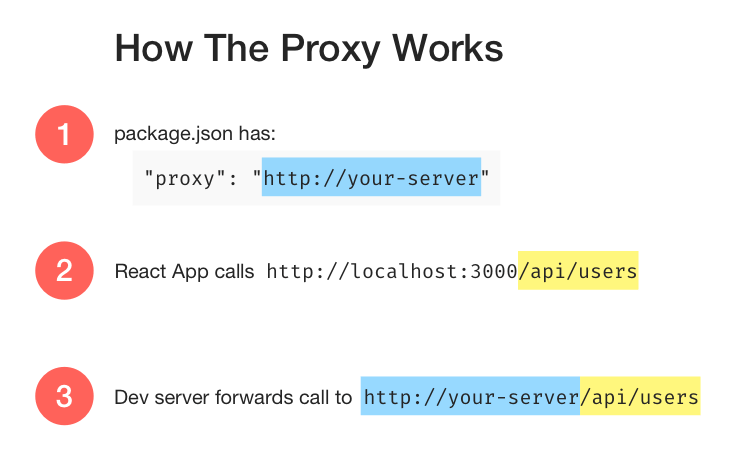 How The Proxy Works
1 package.json has:
"proxy": "http://your-server"
2 React App calls http://localhost:3000/api/users
3 Dev server forwards call to http://your-server/api/users